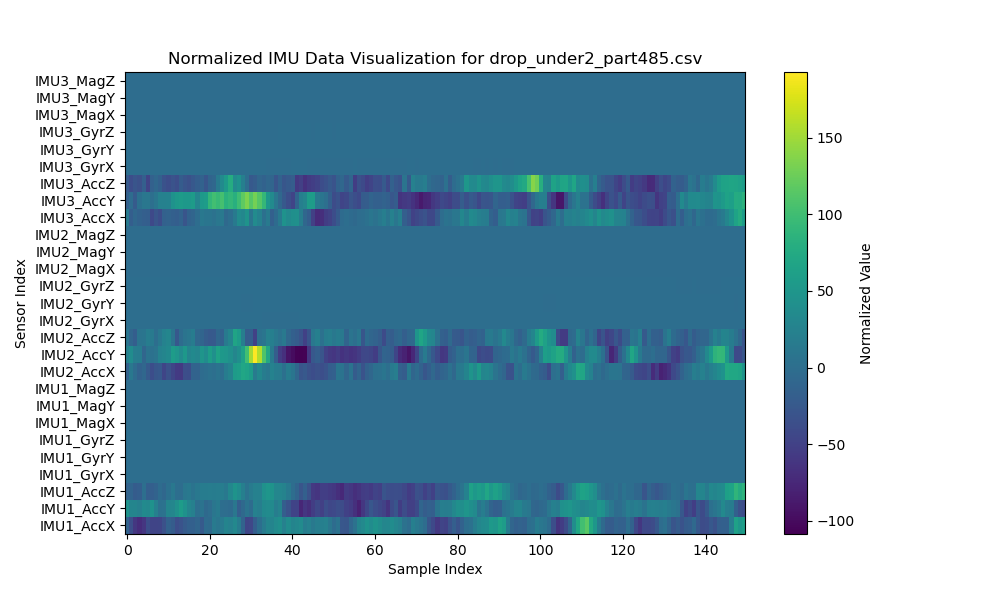 Normalized IMU Data Visualization for drop_under2_part485.csv
IMU3_MagZ
IMU3_MagY
IMU3_MagX
IMU3_GyrZ
IMU3_GyrY
IMU3_GyrX
IMU3_AccZ
IMU3_AccY
IMU3_AccX
IMU2_MagZ
IMU2_MagY
IMU2_MagX
IMU2_GyrZ
IMU2_GyrY
IMU2_GyrX
IMU2_AccZ
IMU2_AccY
IMU2_AccX
IMU1_MagZ
IMU1_MagY
IMU1_MagX
IMU1_GyrZ
IMU1_GyrY
IMU1_GyrX
IMU1_AccZ
IMU1_AccY
IMU1_AccX
Sensor Index
0 20 40 60 80 100 120 140
Sample Index
150
100
50
0
−50
−100
Normalized Value